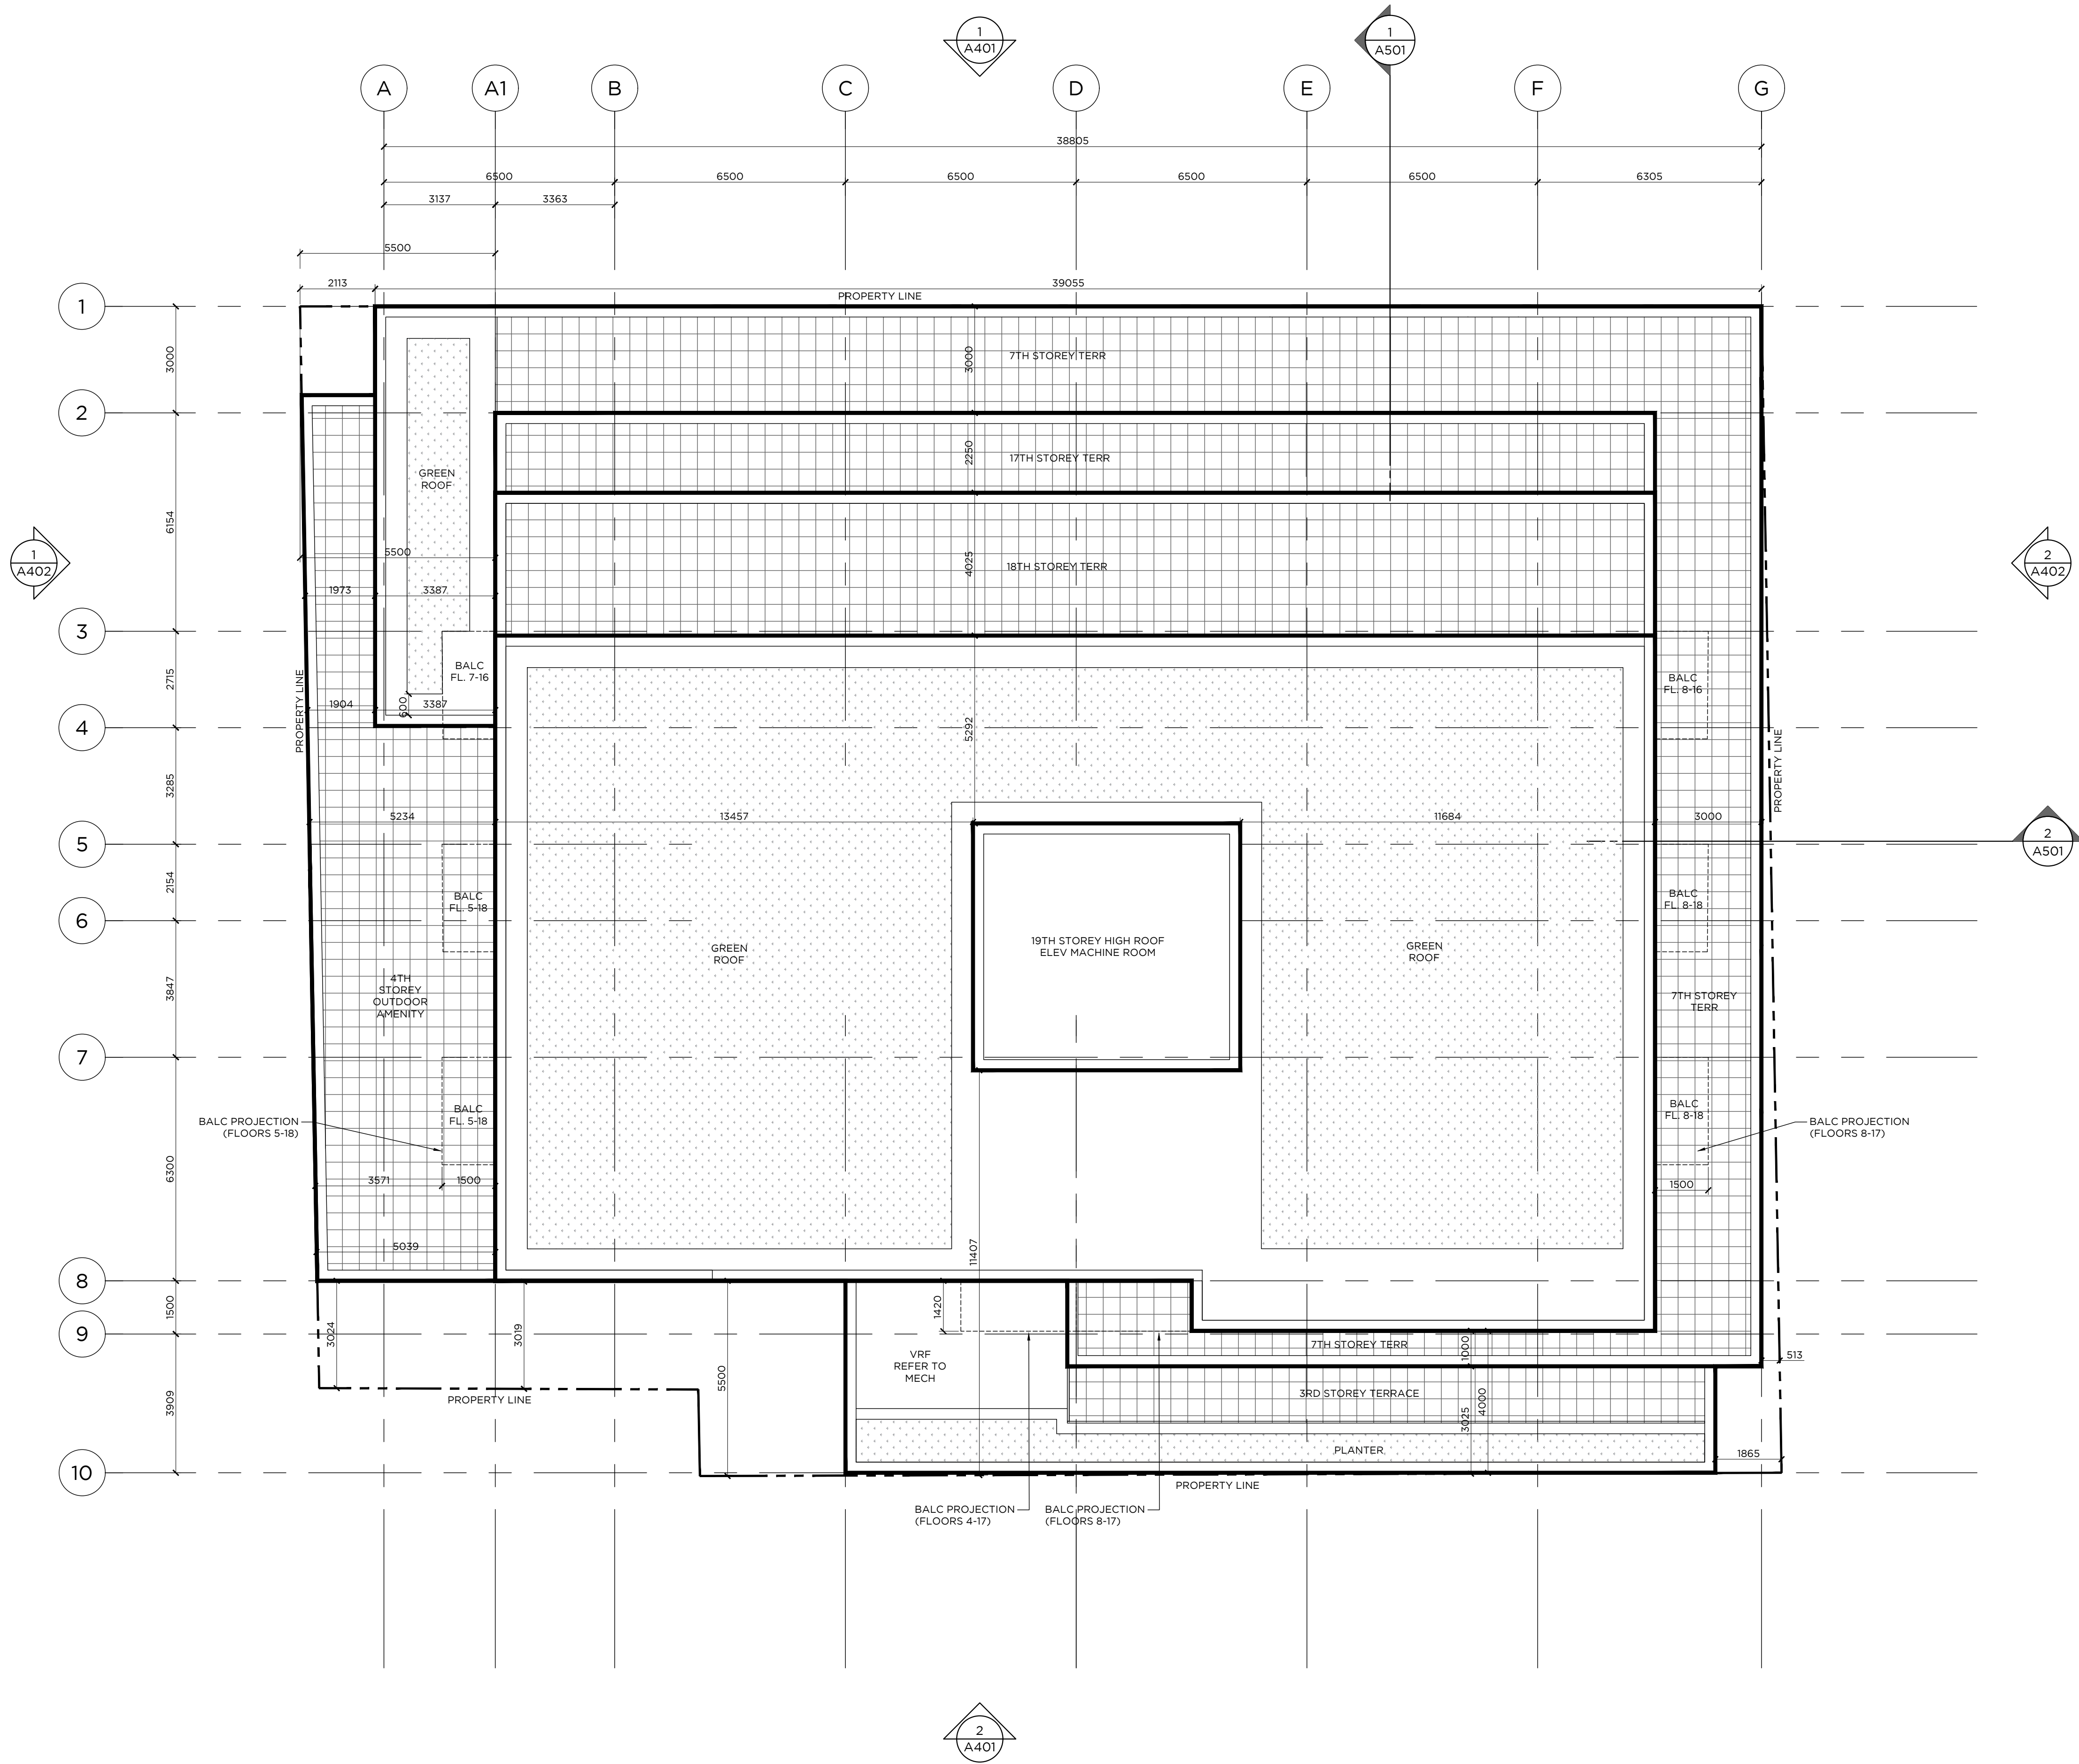 1
A401
1
A501
A
A1
B
C
D
E
F
G
38805
6500
6500
6500
6500
6500
6305
3137
3363
5500
2113
39055
PROPERTY LINE
1
2
3
4
5
6
7
8
9
10
3000
6154
2715
3285
2154
3847
6300
1500
3909
3000
7TH STOREY TERR
2250
17TH STOREY TERR
GREEN
ROOF
5500
4025
18TH STOREY TERR
1973
3387
1
A402
2
A402
BALC
FL. 7-16
BALC
FL. 8-16
PROPERTY LINE
1904
600
3387
5292
PROPERTY LINE
5234
13457
11684
3000
2
A501
BALC
FL. 5-18
BALC
FL. 8-18
GREEN
ROOF
19TH STOREY HIGH ROOF
ELEV MACHINE ROOM
GREEN
ROOF
4TH
STOREY
OUTDOOR
AMENITY
7TH STOREY
TERR
BALC
FL. 5-18
BALC
FL. 8-18
BALC PROJECTION
(FLOORS 5-18)
BALC PROJECTION
(FLOORS 8-17)
3571
1500
1500
5039
11407
3024
3019
5500
1420
VRF
REFER TO
MECH
7TH STOREY TERR
1000
513
3RD STOREY TERRACE
4000
3025
PROPERTY LINE
PLANTER
1865
PROPERTY LINE
BALC PROJECTION
(FLOORS 4-17)
BALC PROJECTION
(FLOORS 8-17)
2
A401